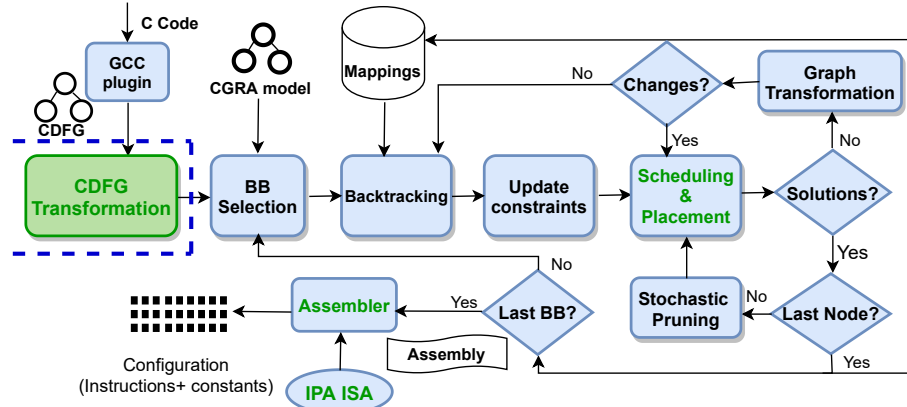 C Code
GCC
plugin
CDFG
CGRA model
Mappings
No
Changes?
Graph
Transformation
Yes
No
CDFG
Transformation
BB
Selection
Backtracking
Update
constraints
Scheduling
&
Placement
Solutions?
Yes
No
Stochastic
Pruning
No
Last Node?
Yes
Assembler
Yes
Last BB?
Assembly
Configuration
(Instructions+ constants)
IPA ISA